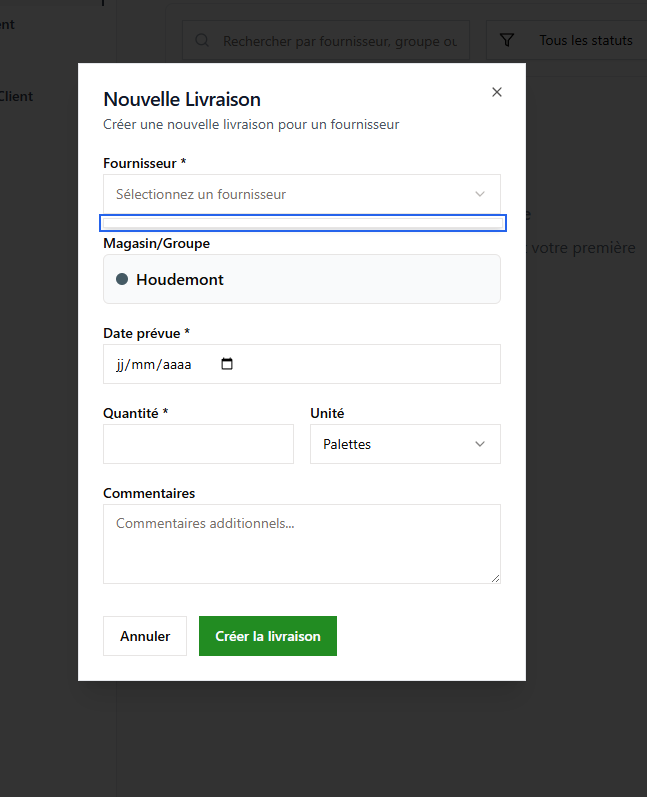 nt
Rechercher par fournisseur, groupe ou
Tous les statuts
Client
Nouvelle Livraison
Créer une nouvelle livraison pour un fournisseur
Fournisseur *
Sélectionnez un fournisseur
e
Magasin/Groupe
votre première
Houdemont
Date prévue *
jj/mm/aaaa
Quantité *
Unité
Palettes
Commentaires
Commentaires additionnels...
Annuler
Créer la livraison